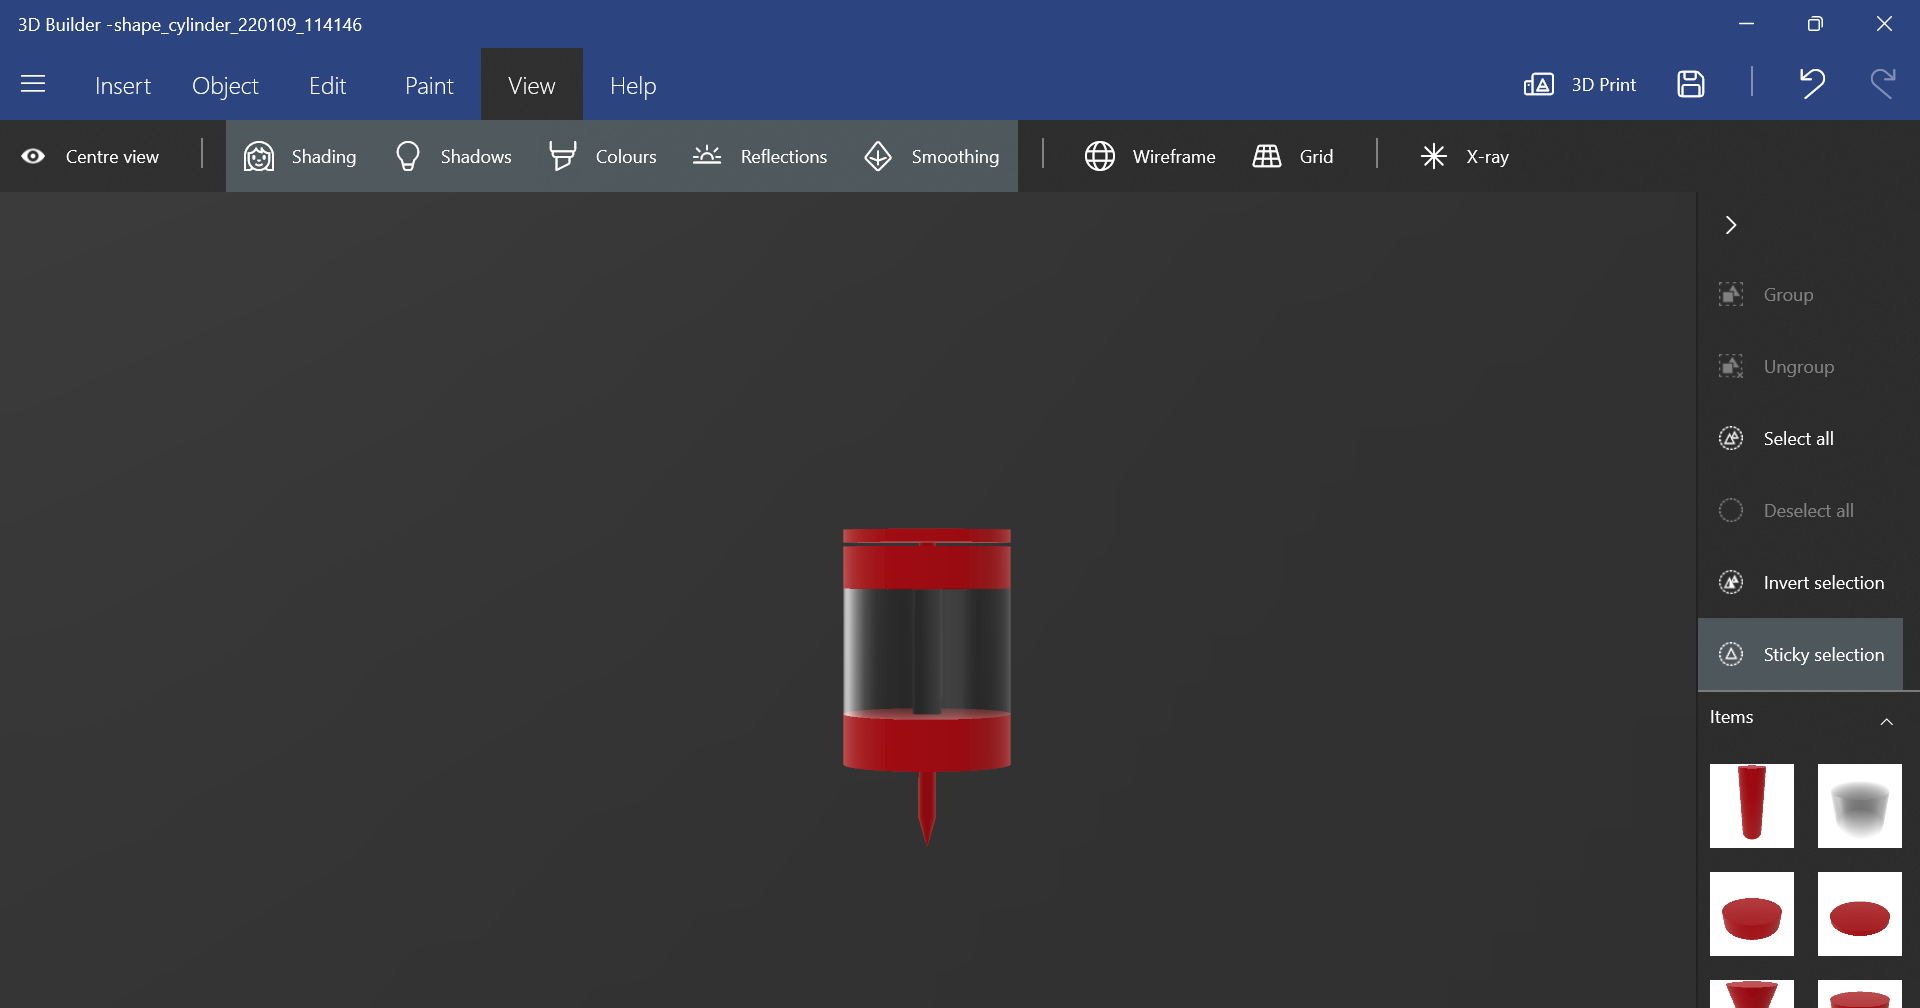 3D Builder -shape_cylinder_220109_114146
Insert Object Edit Paint View Help 3D Print
Centre view Shading Shadows Colours Reflections Smoothing Wireframe Grid X-ray
Group
Ungroup
Select all
Deselect all
Invert selection
Sticky selection
Items